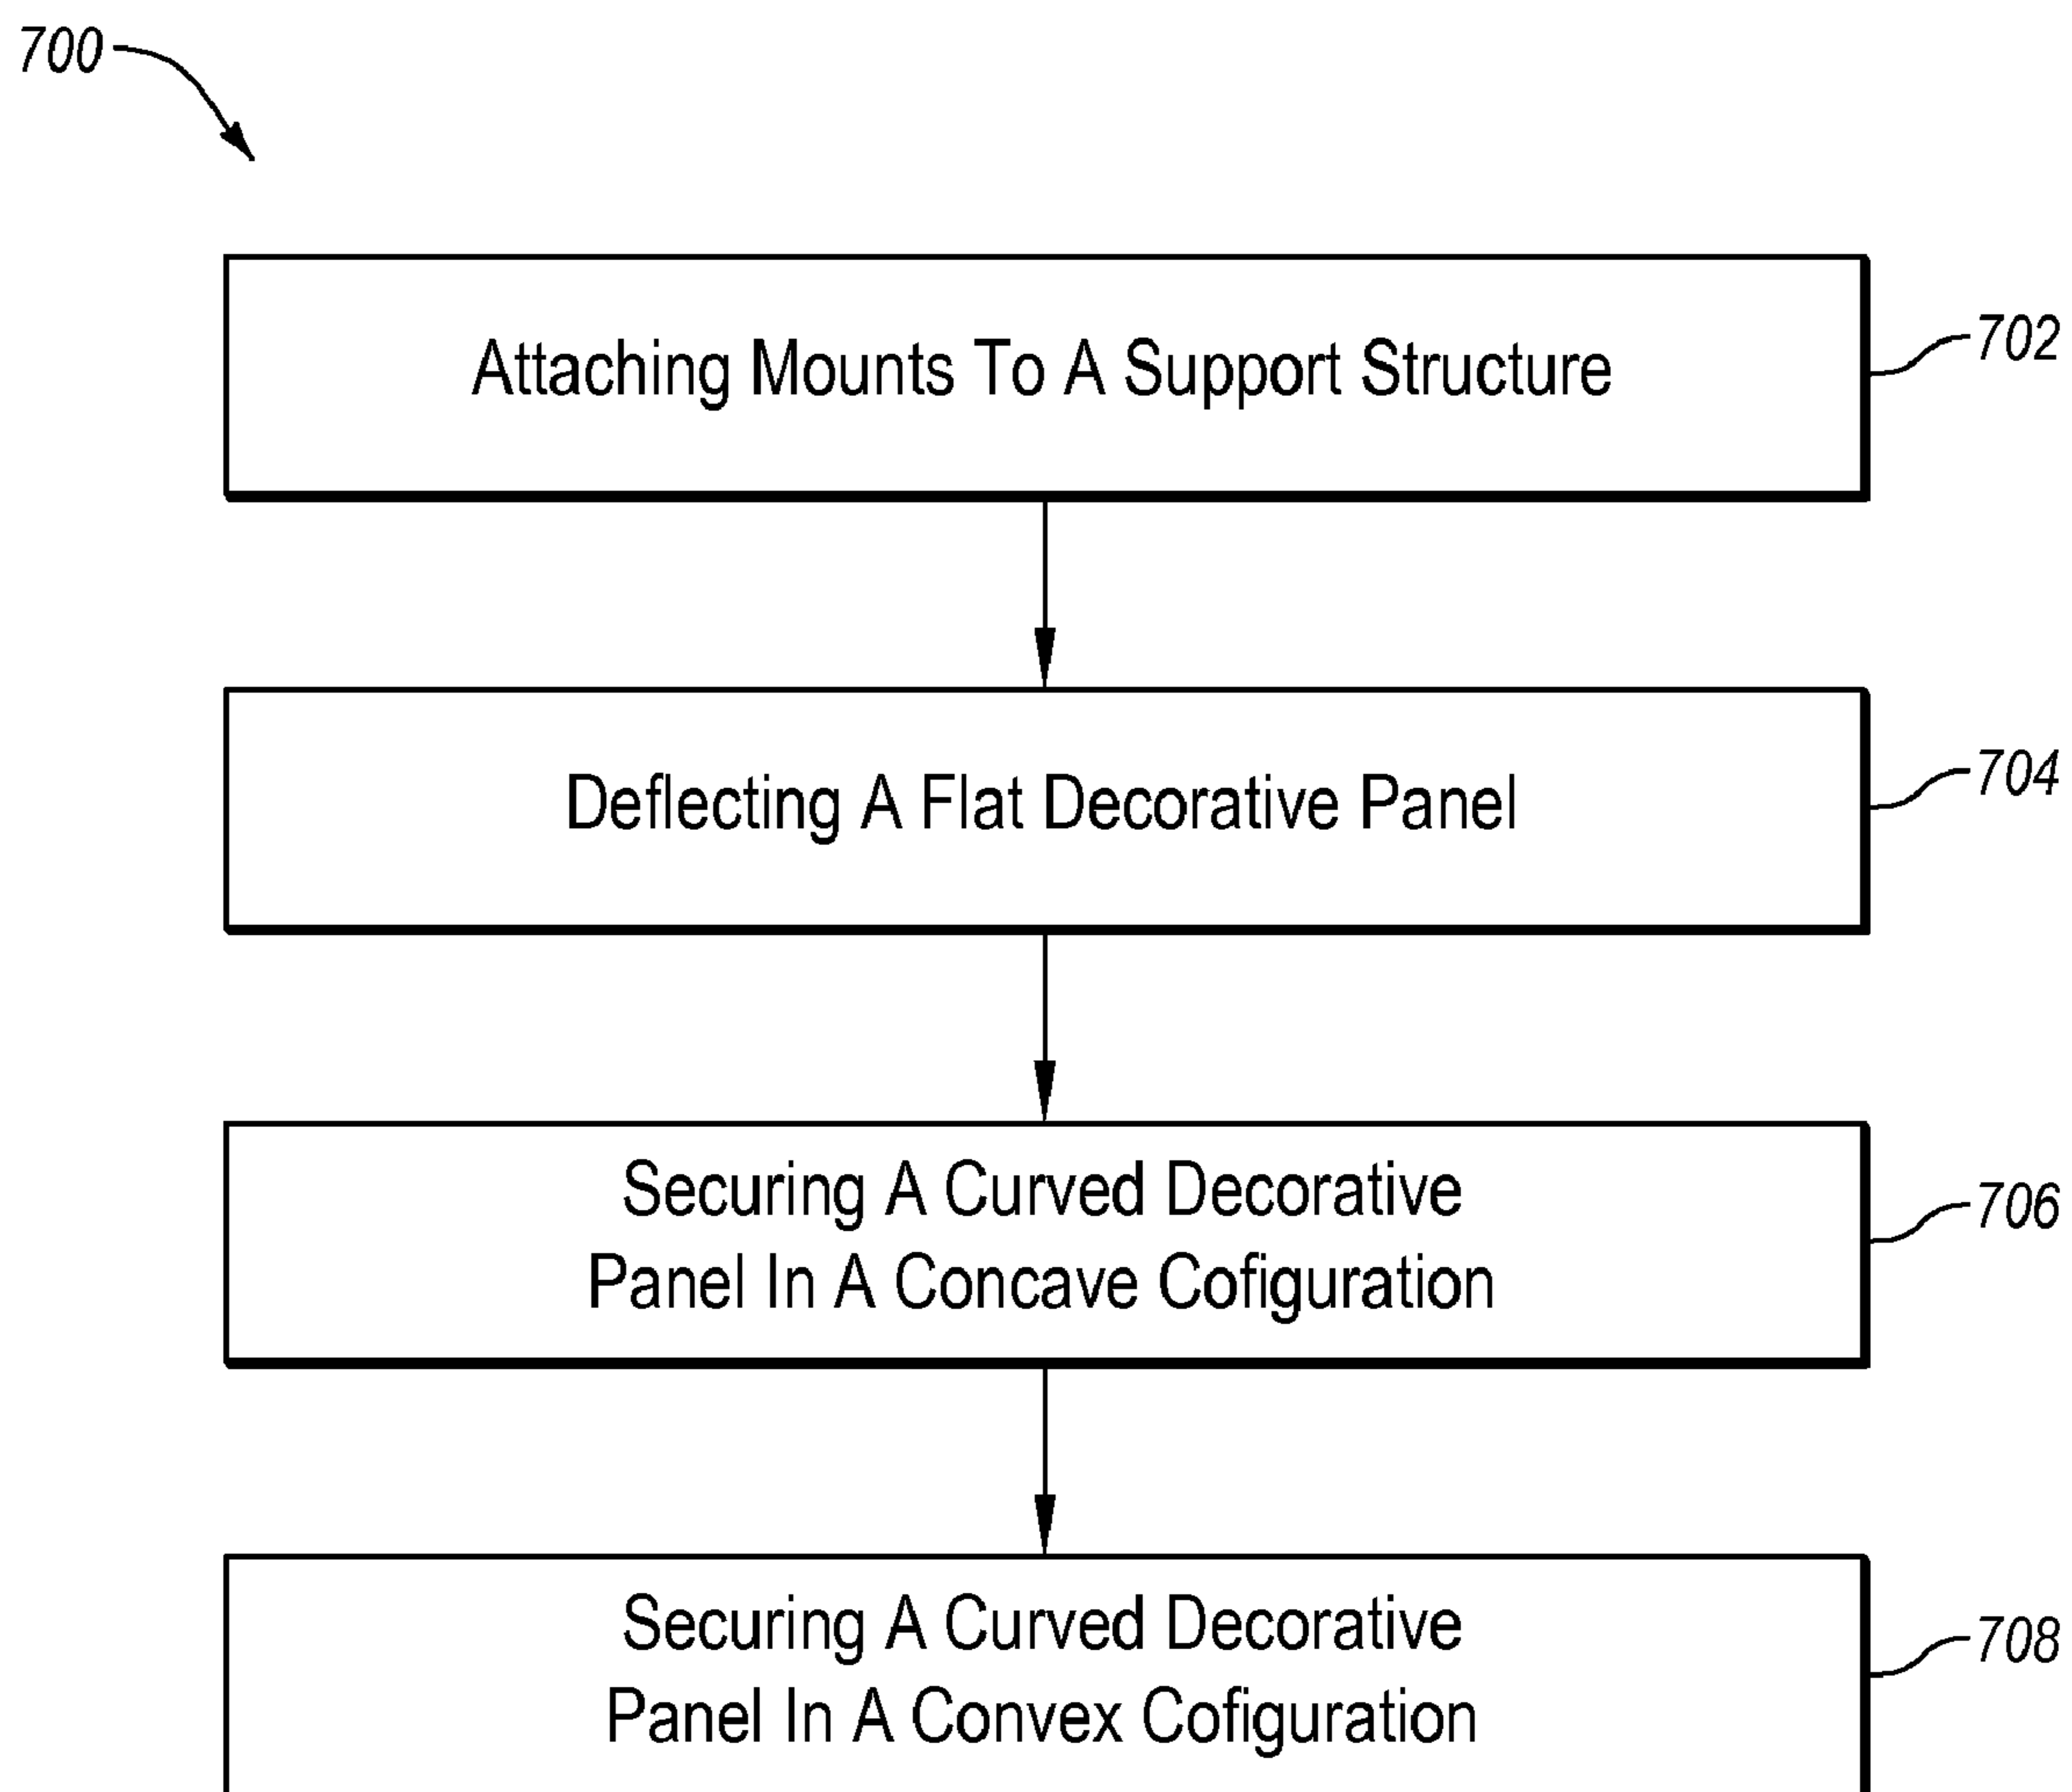 700
Attaching Mounts To A Support Structure
702
Deflecting A Flat Decorative Panel
704
Securing A Curved Decorative
Panel In A Concave Cofiguration
706
Securing A Curved Decorative
Panel In A Convex Cofiguration
708